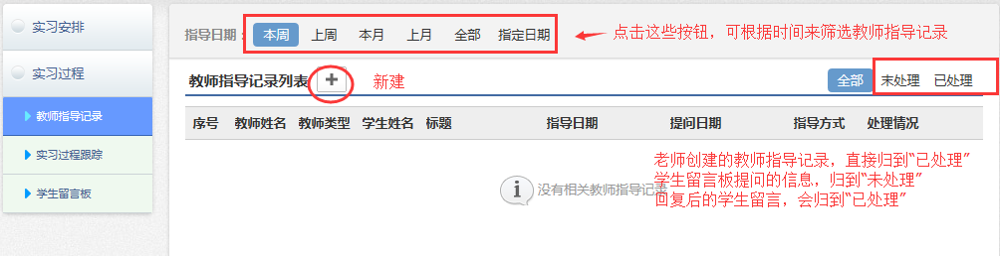 实习安排
实习过程
教师指导记录
实习过程跟踪
学生留言板
指导日期： 本周 上周 本月 上月 全部 指定日期
点击这些按钮，可根据时间来筛选教师指导记录
教师指导记录列表 + 新建
全部 未处理 已处理
序号 教师姓名 教师类型 学生姓名 标题 指导日期 提问日期 指导方式 处理情况
没有相关教师指导记录
老师创建的教师指导记录，直接归到“已处理”
学生留言板提问的信息，归到“未处理”
回复后的学生留言，会归到“已处理”